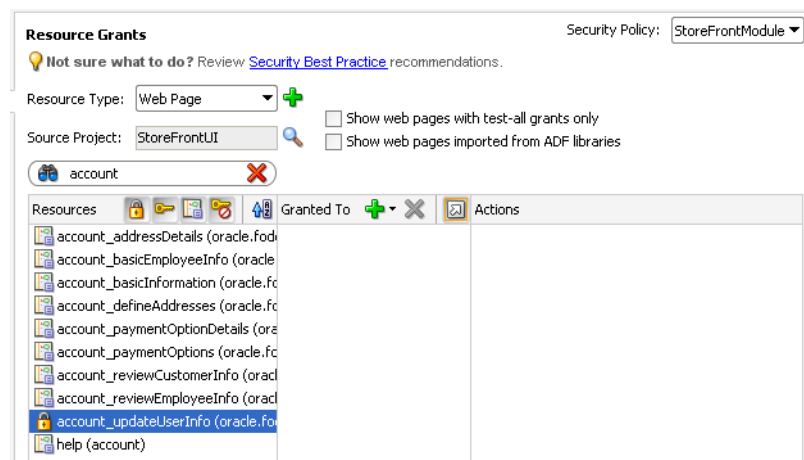 Resource Grants
Security Policy: StoreFrontModule
Not sure what to do? Review Security Best Practice recommendations.
Resource Type: Web Page
Show web pages with test-all grants only
Source Project: StoreFrontUI
Show web pages imported from ADF libraries
account
Resources Granted To Actions
account_addressDetails (oracle.fod
account_basicEmployeeInfo (oracle
account_basicInformation (oracle.fo
account_defineAddresses (oracle.fo
account_paymentOptionDetails (ora
account_paymentOptions (oracle.fo
account_reviewCustomerInfo (oracl
account_reviewEmployeeInfo (oracl
account_updateUserInfo (oracle.fo
help (account)